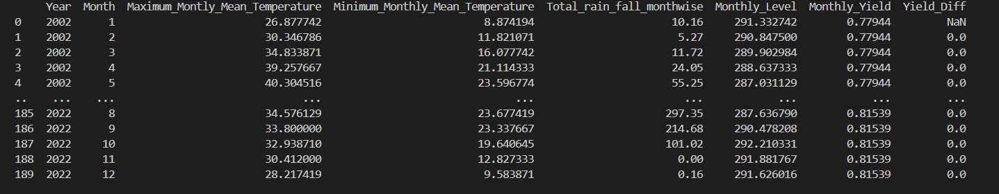 Year Month Maximum_Montly_Mean_Temperature Minimum_Monthly_Mean_Temperature Total_rain_fall_monthwise Monthly_Level Monthly_Yield Yield_Diff
0 2002 1 26.877742 8.874194 10.16 291.332742 0.77944 NaN
1 2002 2 30.346786 11.821071 5.27 290.847500 0.77944 0.0
2 2002 3 34.833871 16.077742 11.72 289.902984 0.77944 0.0
3 2002 4 39.257667 21.114333 24.05 288.637333 0.77944 0.0
4 2002 5 40.304516 23.596774 55.25 287.031129 0.77944 0.0
.. ... ... ... ... ... ... ... ...
185 2022 8 34.576129 23.677419 297.35 287.636790 0.81539 0.0
186 2022 9 33.800000 23.337667 214.68 290.478208 0.81539 0.0
187 2022 10 32.938710 19.640645 101.02 292.210331 0.81539 0.0
188 2022 11 30.412000 12.827333 0.00 291.881767 0.81539 0.0
189 2022 12 28.217419 9.583871 0.16 291.626016 0.81539 0.0